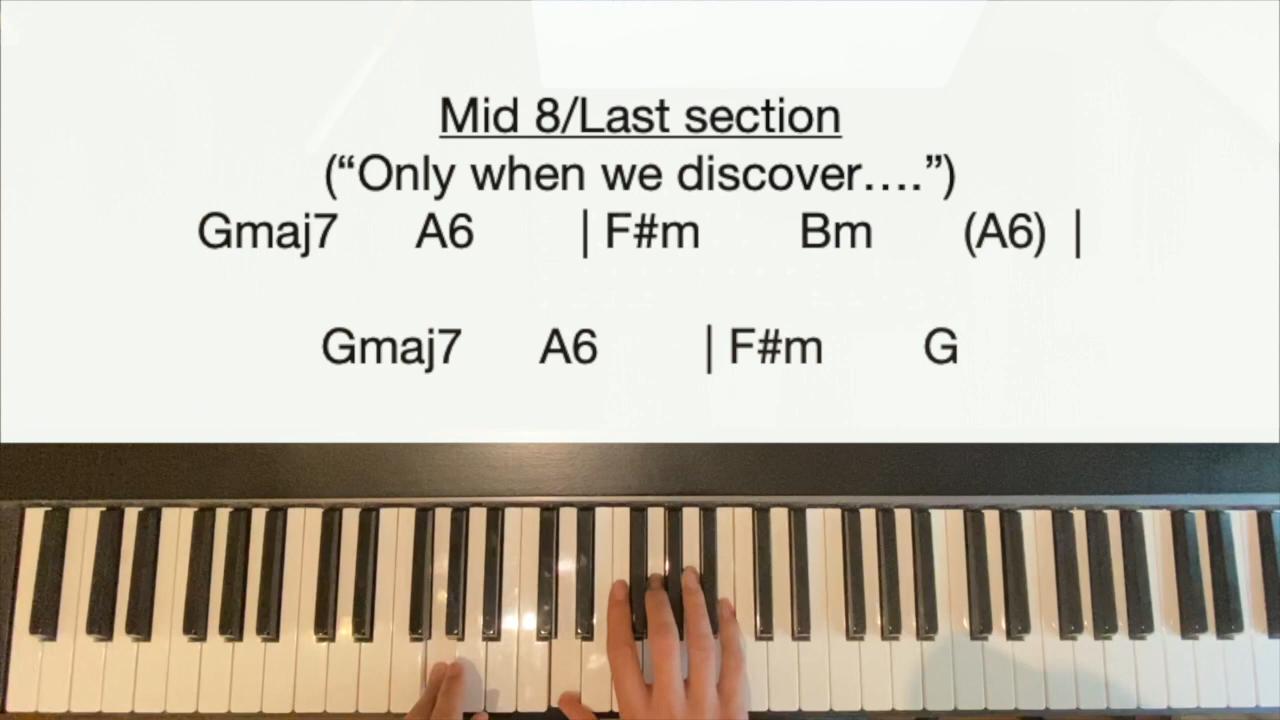 Mid 8/Last section
(“Only when we discover….”)
Gmaj7 A6 | F#m Bm (A6) |
Gmaj7 A6 | F#m G